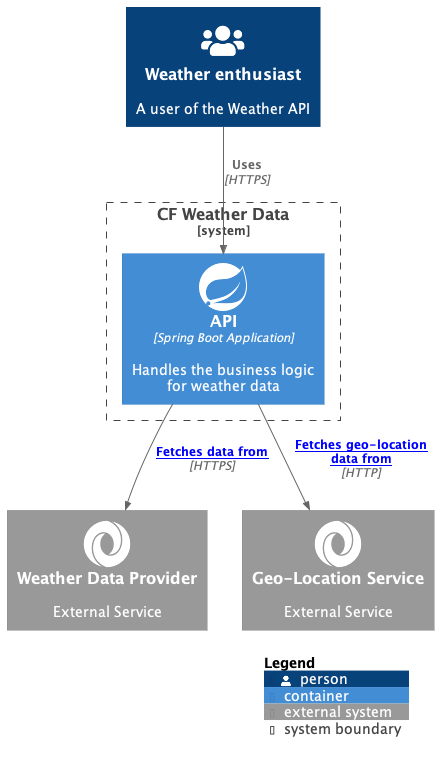 Weather enthusiast
A user of the Weather API
Uses
[HTTPS]
CF Weather Data
[system]
API
[Spring Boot Application]
Handles the business logic
for weather data
Fetches data from
[HTTPS]
Fetches geo-location
data from
[HTTP]
Weather Data Provider
External Service
Geo-Location Service
External Service
Legend
person
container
external system
system boundary